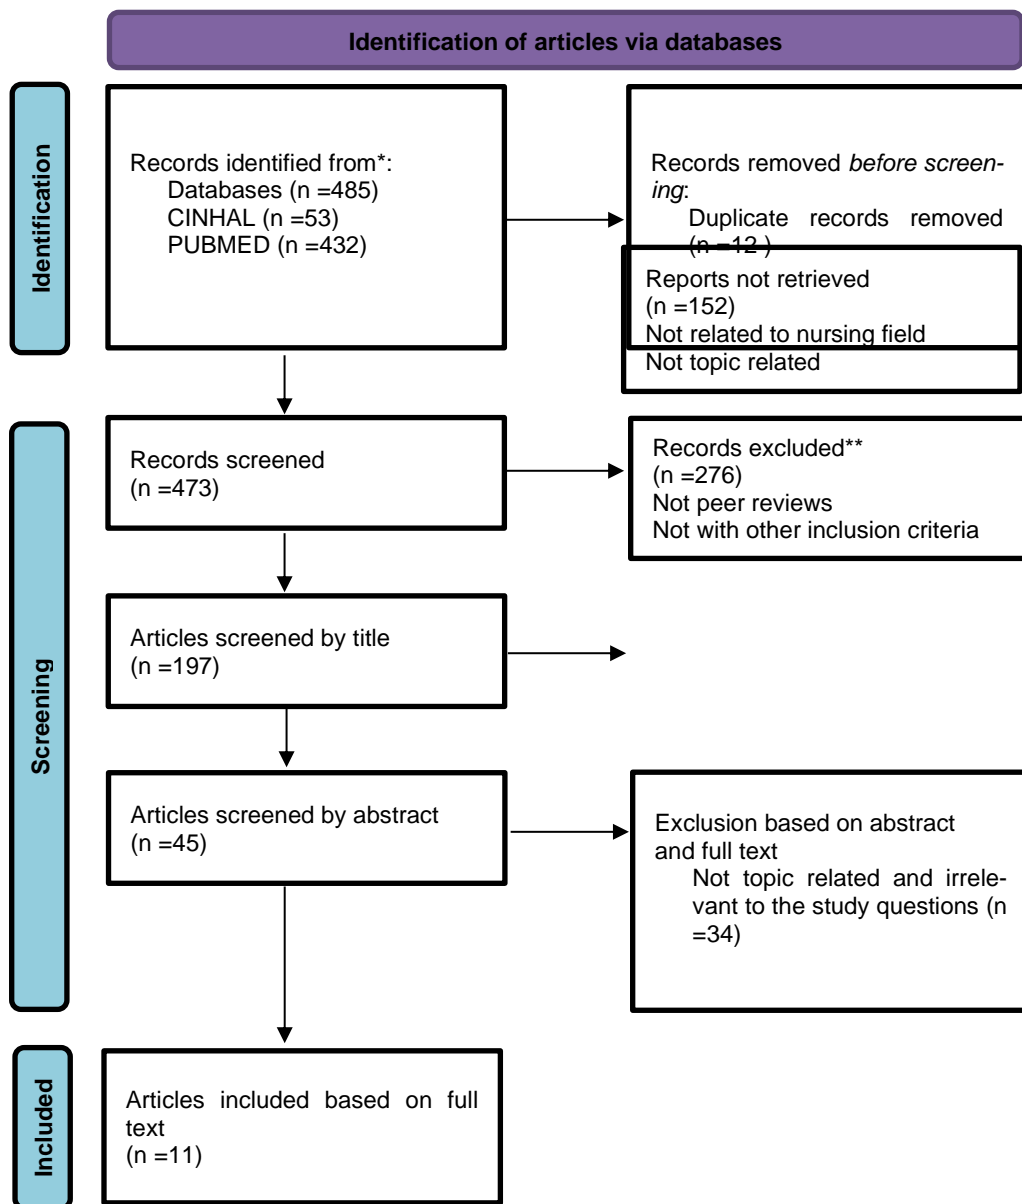 Identification of articles via databases
Identification
Records identified from*:
Databases (n =485)
CINHAL (n =53)
PUBMED (n =432)
Records removed before screen-
ing:
Duplicate records removed
(n =12 )
Reports not retrieved
(n =152)
Not related to nursing field
Not topic related
Screening
Records screened
(n =473)
Records excluded**
(n =276)
Not peer reviews
Not with other inclusion criteria
Articles screened by title
(n =197)
Articles screened by abstract
(n =45)
Exclusion based on abstract
and full text
Not topic related and irrele-
vant to the study questions (n
=34)
Included
Articles included based on full
text
(n =11)